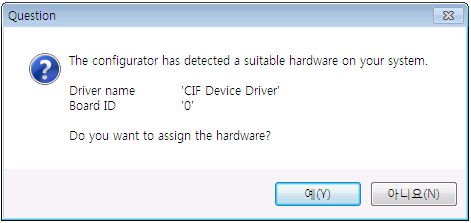 Question
The configurator has detected a suitable hardware on your system.
Driver name 'CIF Device Driver'
Board ID '0'
Do you want to assign the hardware?
예(Y) 아니요(N)